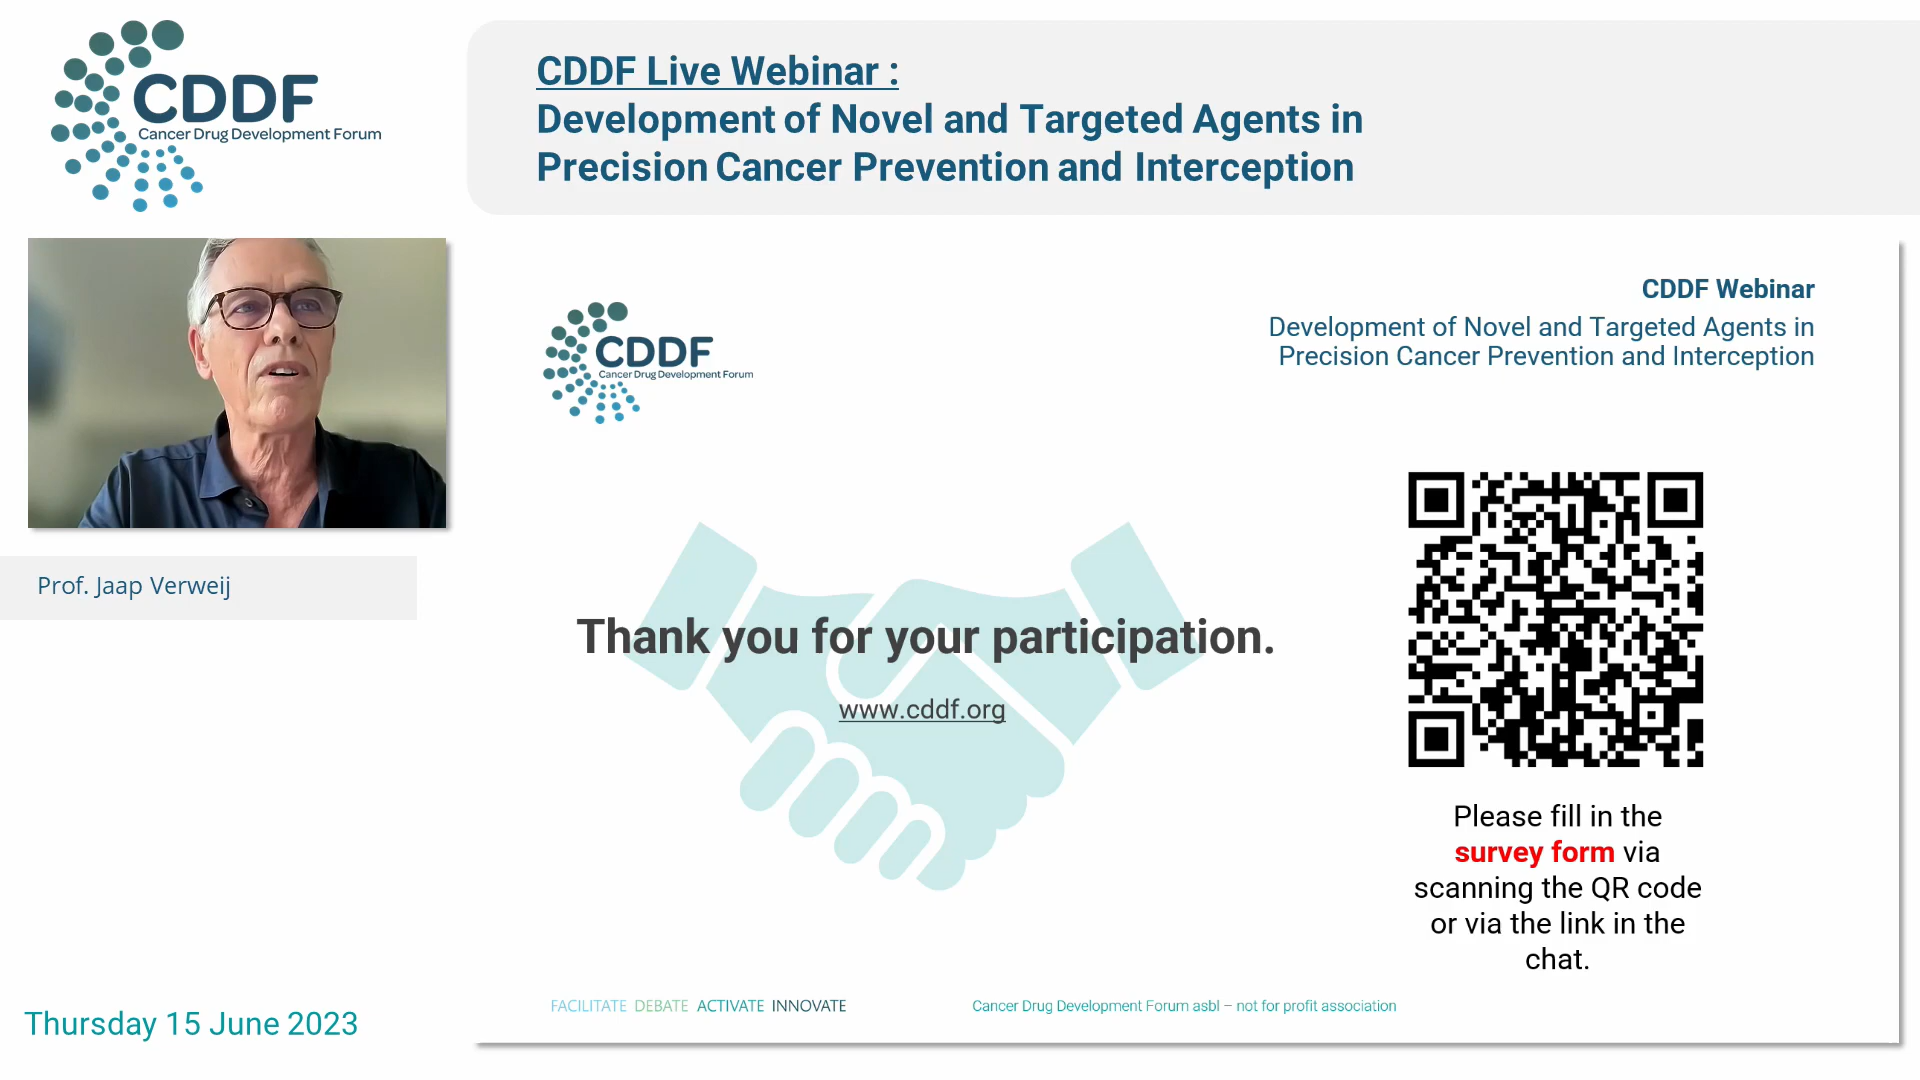 CDDF
Cancer Drug Development Forum
CDDF Live Webinar :
Development of Novel and Targeted Agents in
Precision Cancer Prevention and Interception
Prof. Jaap Verweij
Thursday 15 June 2023
CDDF
Cancer Drug Development Forum
CDDF Webinar
Development of Novel and Targeted Agents in
Precision Cancer Prevention and Interception
Thank you for your participation.
www.cddf.org
Please fill in the
survey form via
scanning the QR code
or via the link in the
chat.
FACILITATE DEBATE ACTIVATE INNOVATE
Cancer Drug Development Forum asbl – not for profit association